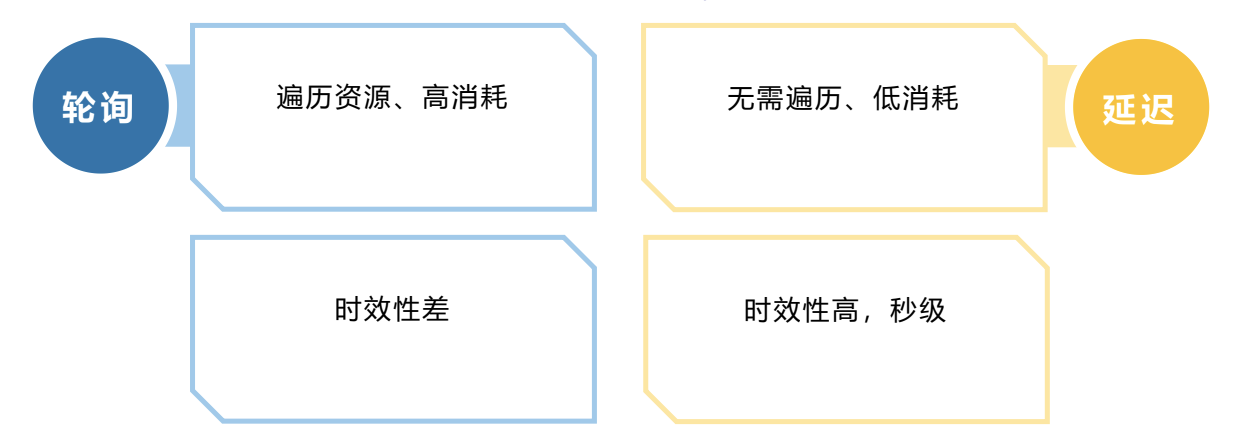 轮询
遍历资源、高消耗
无需遍历、低消耗
延迟
时效性差
时效性高，秒级